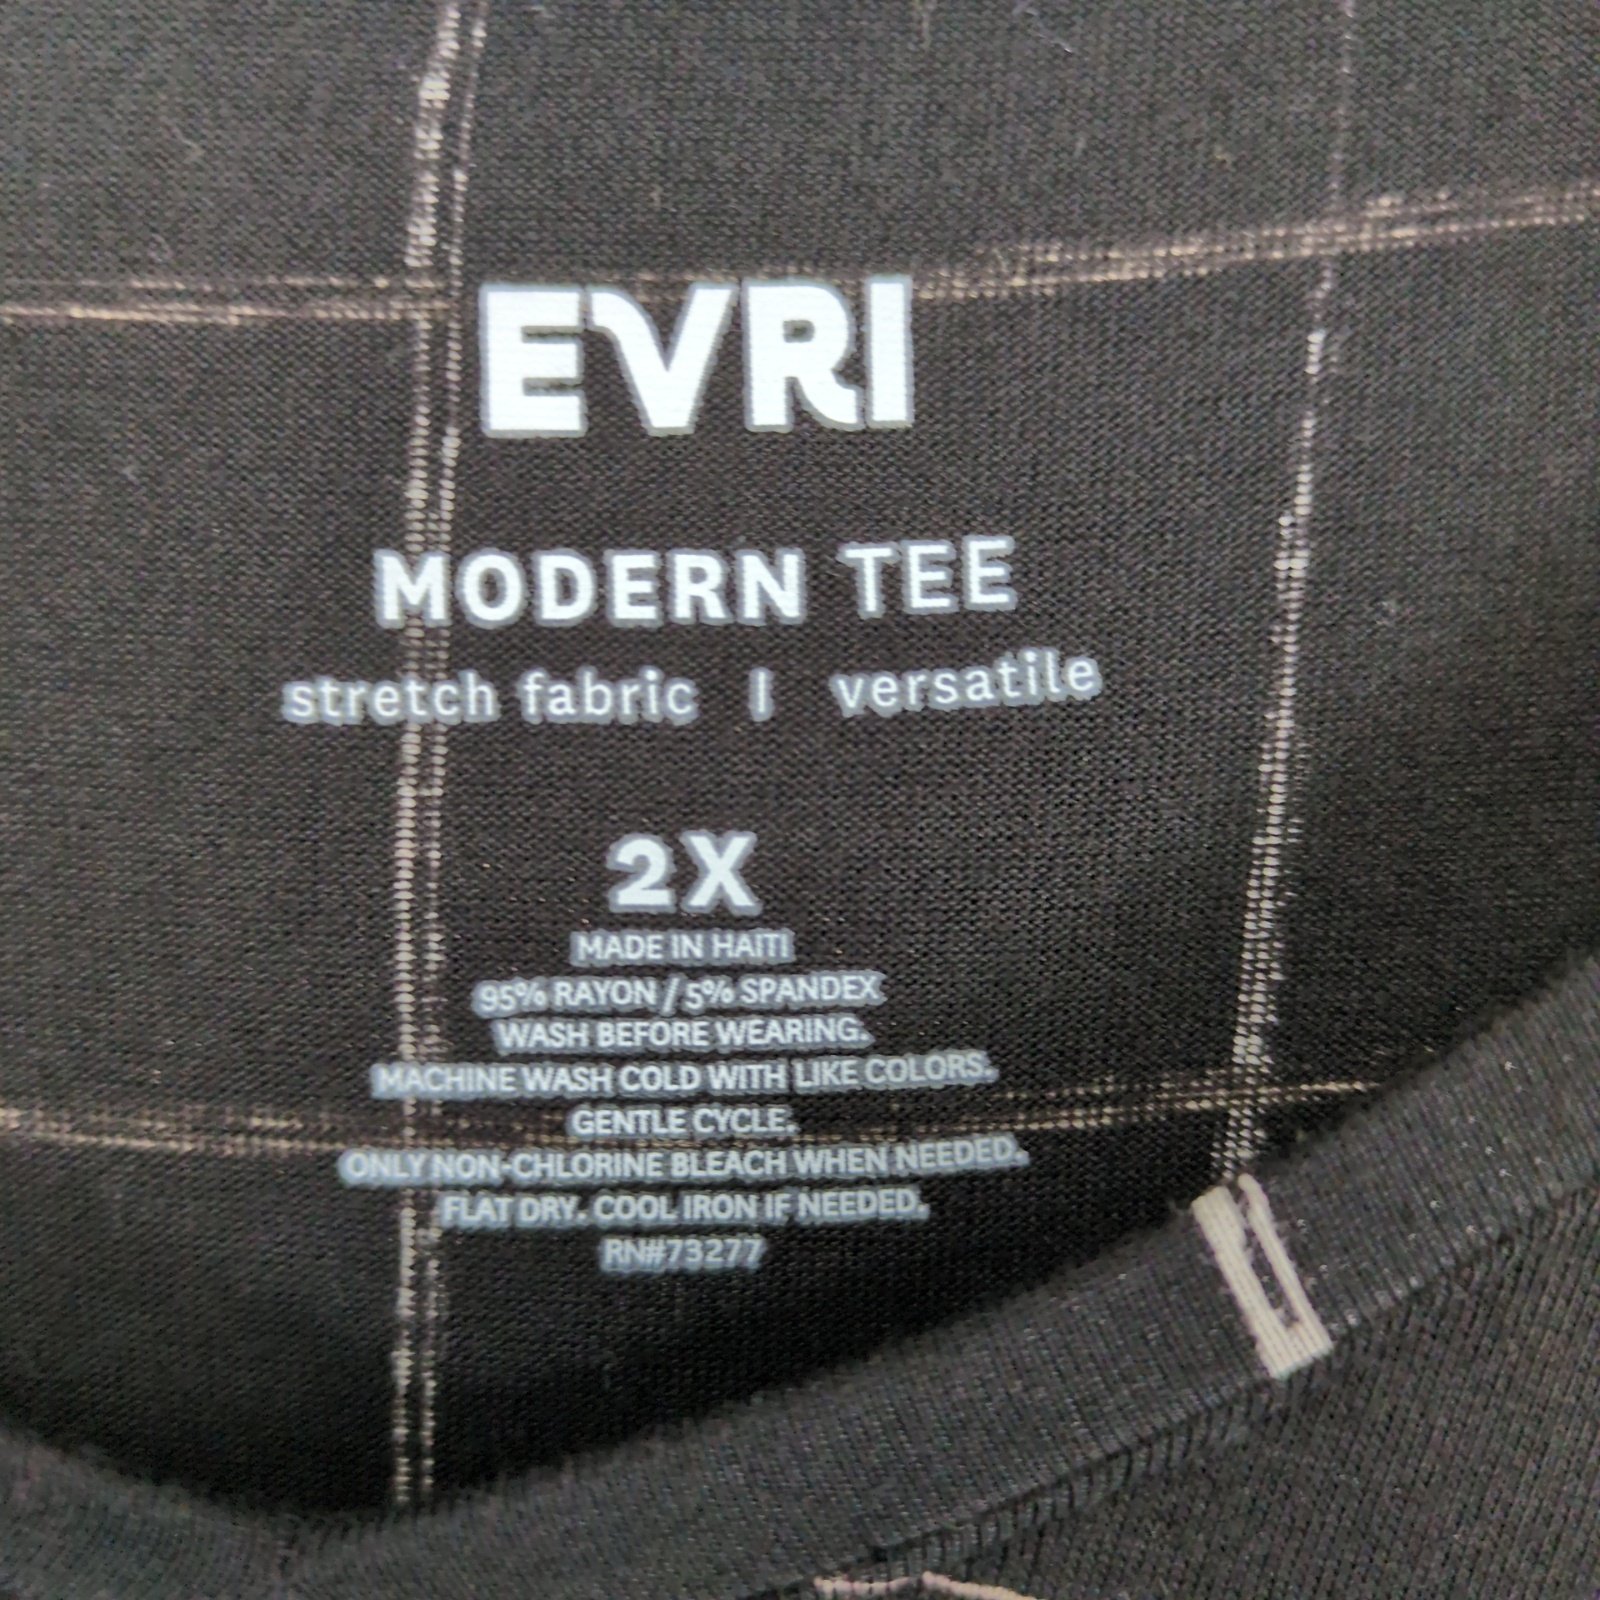 EVRI
MODERN TEE
stretch fabric | versatile
2X
MADE IN HAITI
95% RAYON / 5% SPANDEX
WASH BEFORE WEARING.
MACHINE WASH COLD WITH LIKE COLORS.
GENTLE CYCLE.
ONLY NON-CHLORINE BLEACH WHEN NEEDED.
FLAT DRY. COOL IRON IF NEEDED.
RN#73277